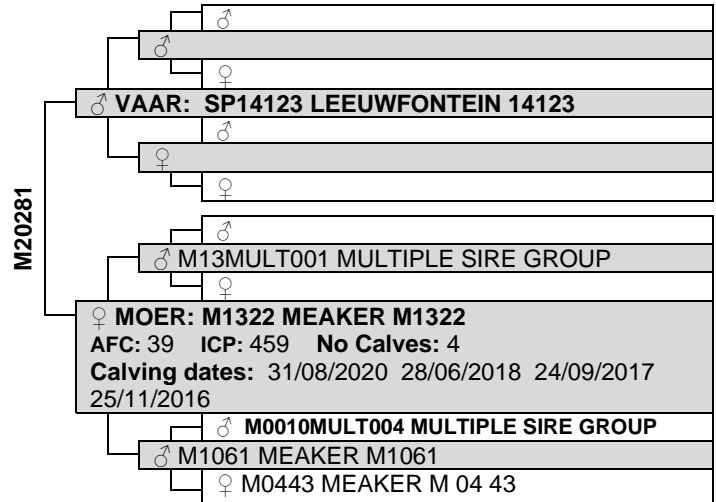 ♂
♂
♀
♂ VAAR: SP14123 LEEUWFONTEIN 14123
♂
♀
♀
M20281
♂
♂ M13MULT001 MULTIPLE SIRE GROUP
♀
♀ MOER: M1322 MEAKER M1322
AFC: 39 ICP: 459 No Calves: 4
Calving dates: 31/08/2020 28/06/2018 24/09/2017
25/11/2016
♂ M0010MULT004 MULTIPLE SIRE GROUP
♂ M1061 MEAKER M1061
♀ M0443 MEAKER M 04 43